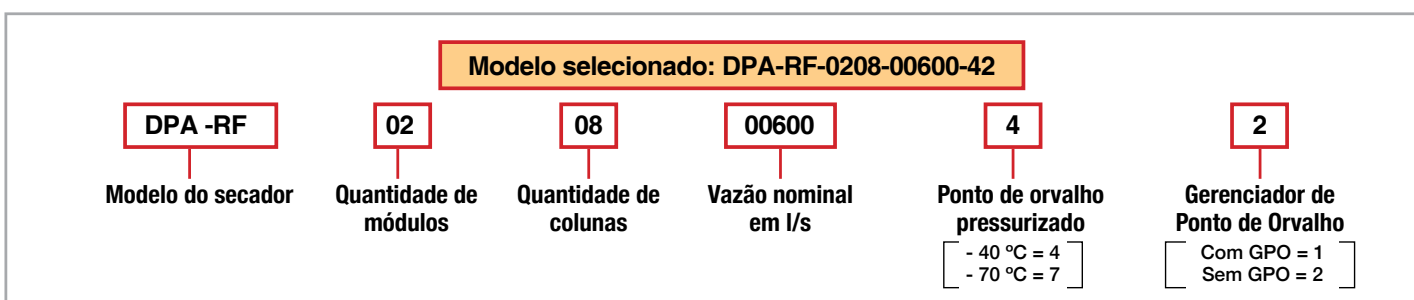 Modelo selecionado: DPA-RF-0208-00600-42
DPA -RF 02 08 00600 4 2
Modelo do secador Quantidade de Quantidade de Vazão nominal Ponto de orvalho Gerenciador de
módulos colunas em l/s pressurizado Ponto de Orvalho
- 40 ºC = 4 Com GPO = 1
- 70 ºC = 7 Sem GPO = 2